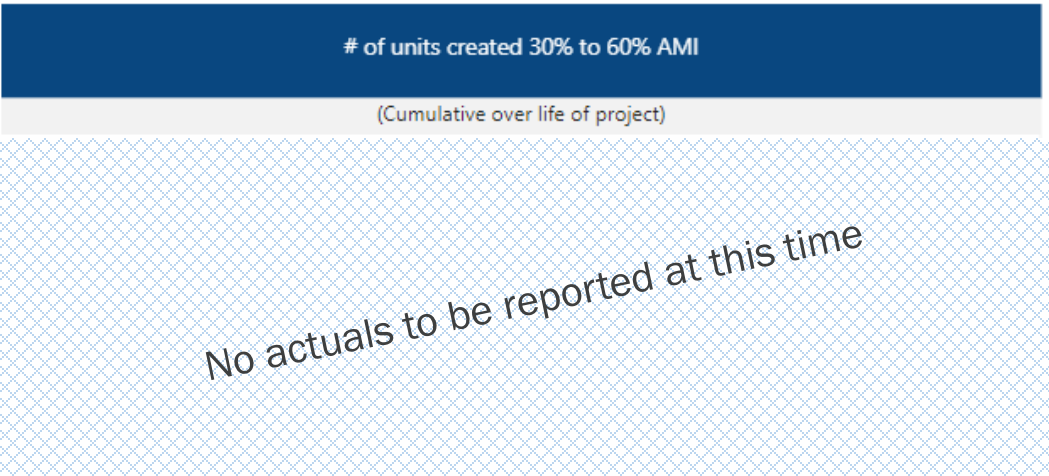 # of units created 30% to 60% AMI
(Cumulative over life of project)
No actuals to be reported at this time